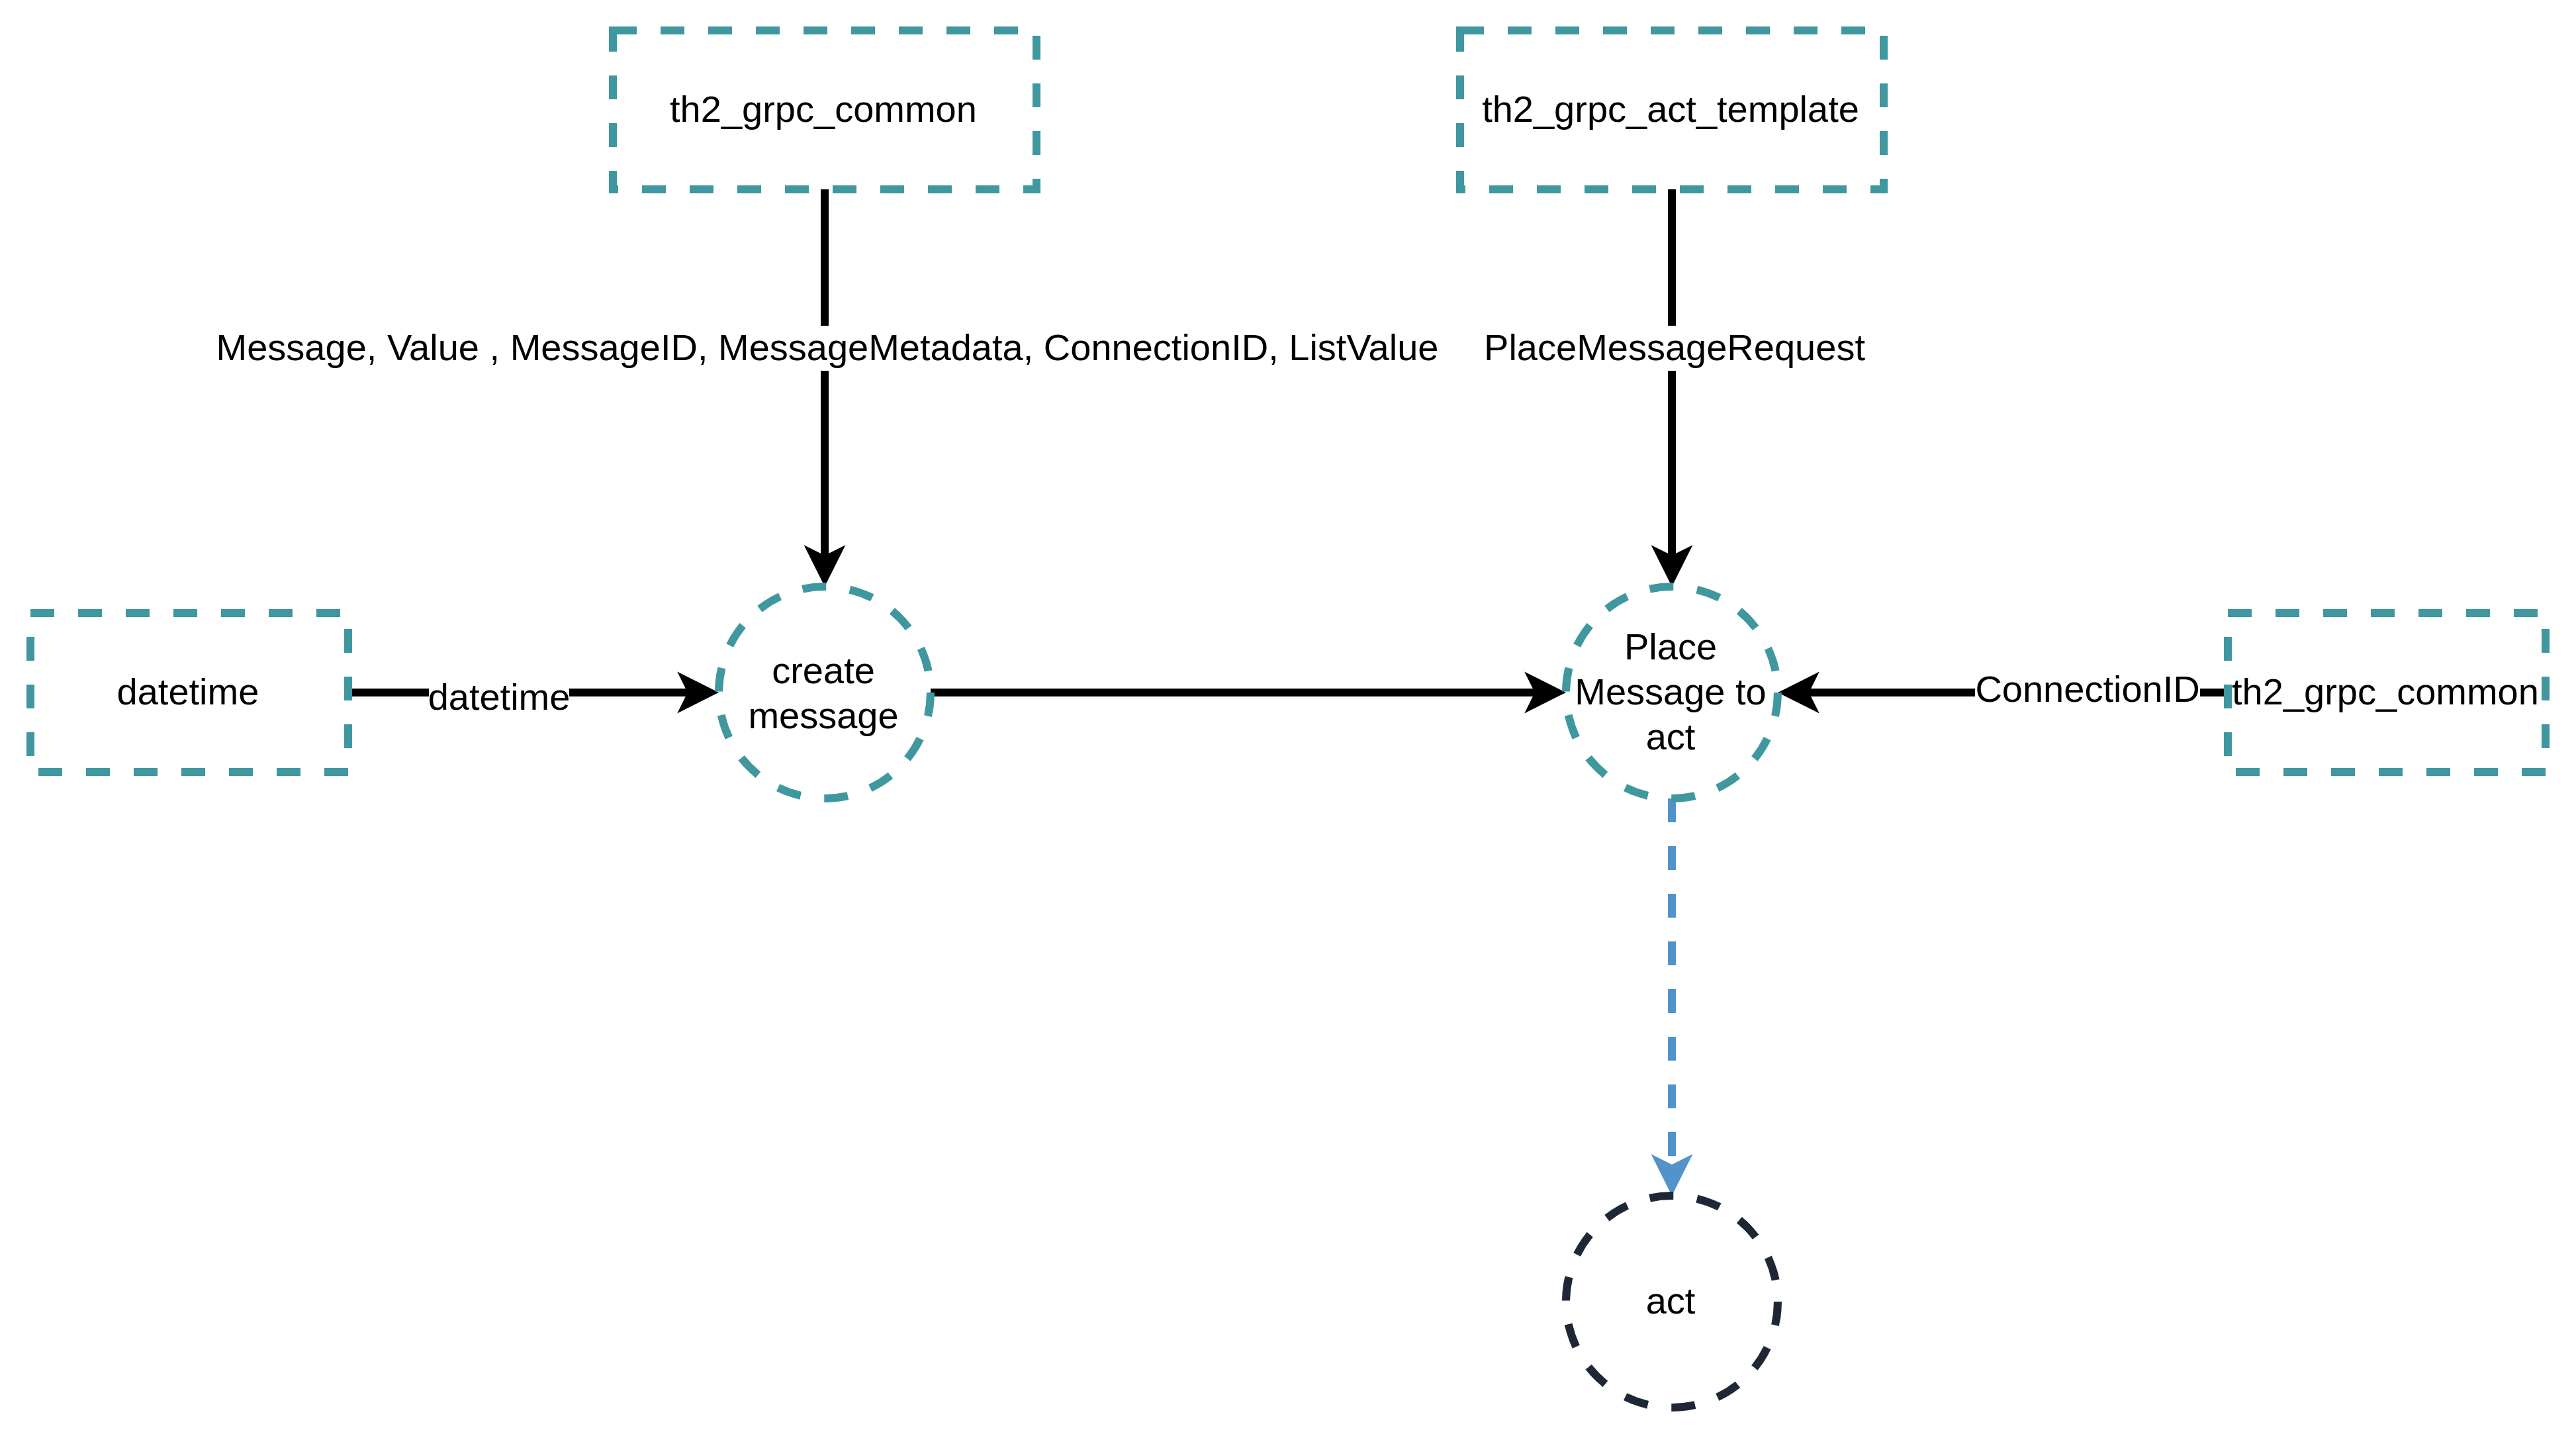 th2_grpc_common
th2_grpc_act_template
Message, Value , MessageID, MessageMetadata, ConnectionID, ListValue
PlaceMessageRequest
datetime
datetime
create
message
Place
Message to
act
ConnectionID
th2_grpc_common
act